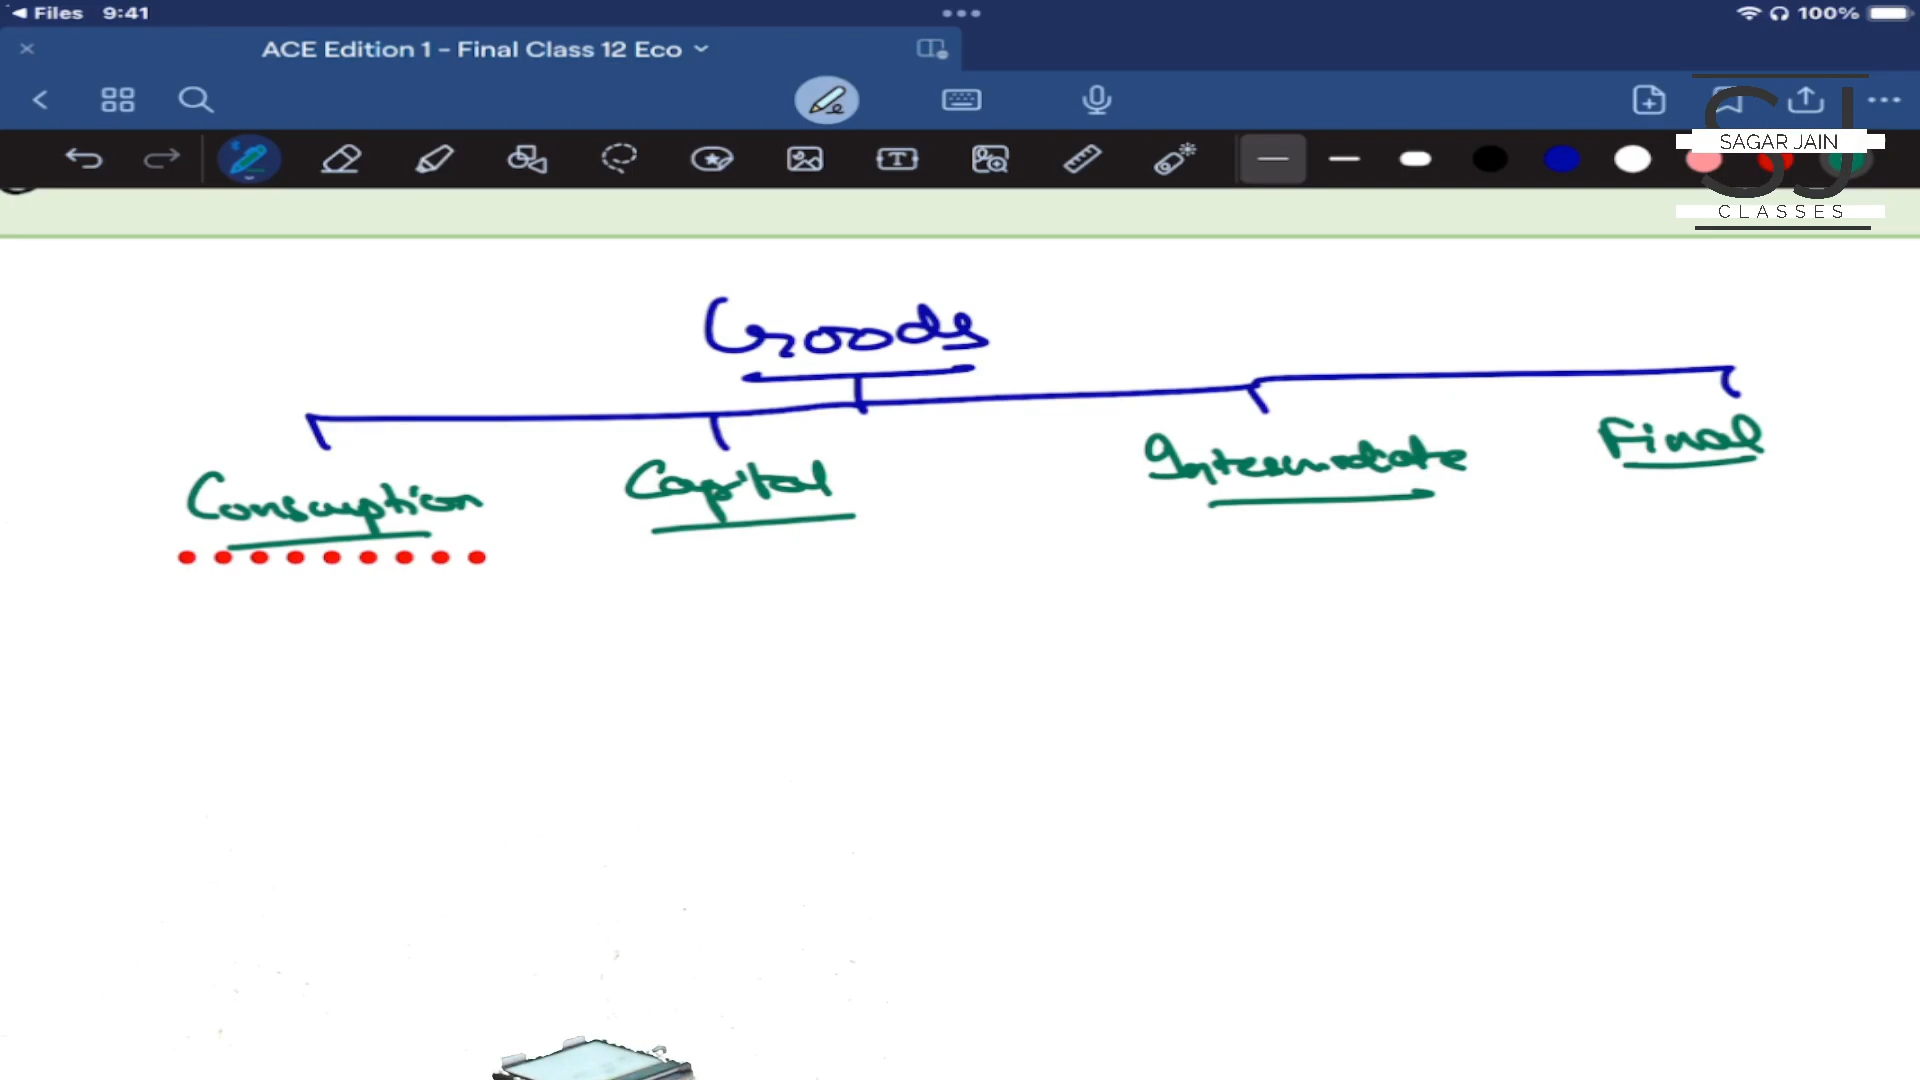 Files 9:41 100%
ACE Edition 1 - Final Class 12 Eco
SAGAR JAIN
CLASSES
Goods
Consumption Capital Intermediate Final